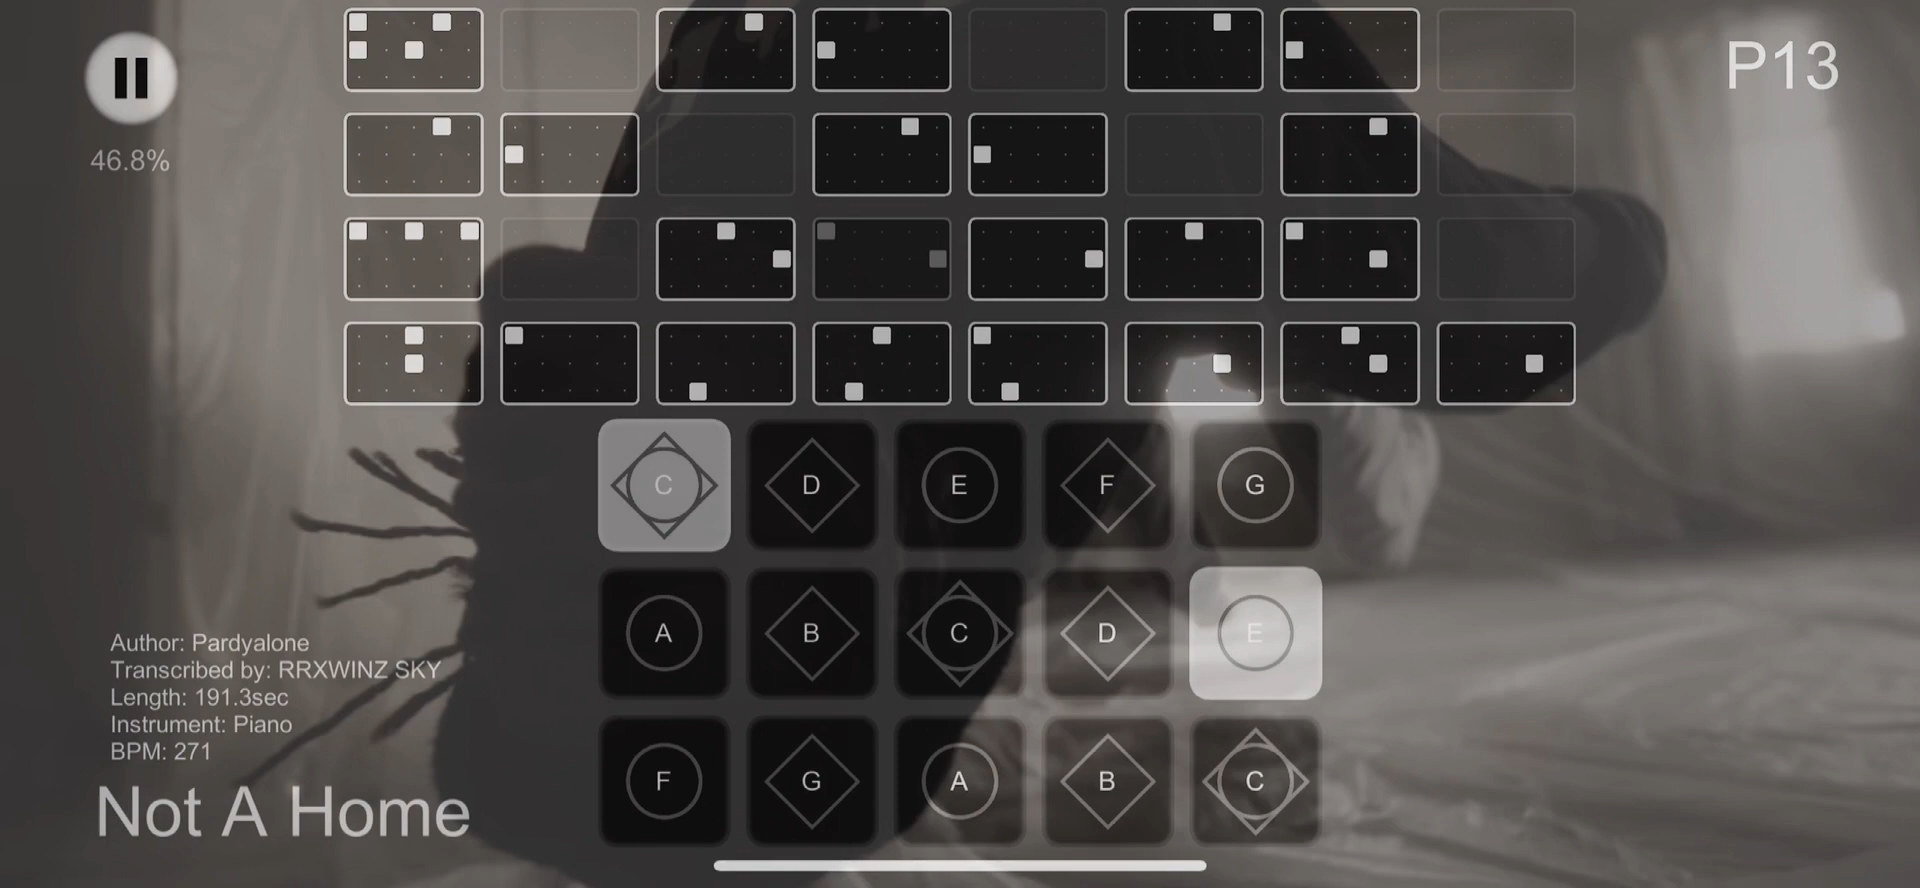 P13
46.8%
C D E F G
A B C D E
F G A B C
Author: Pardyalone
Transcribed by: RRXWINZ SKY
Length: 191.3sec
Instrument: Piano
BPM: 271
Not A Home